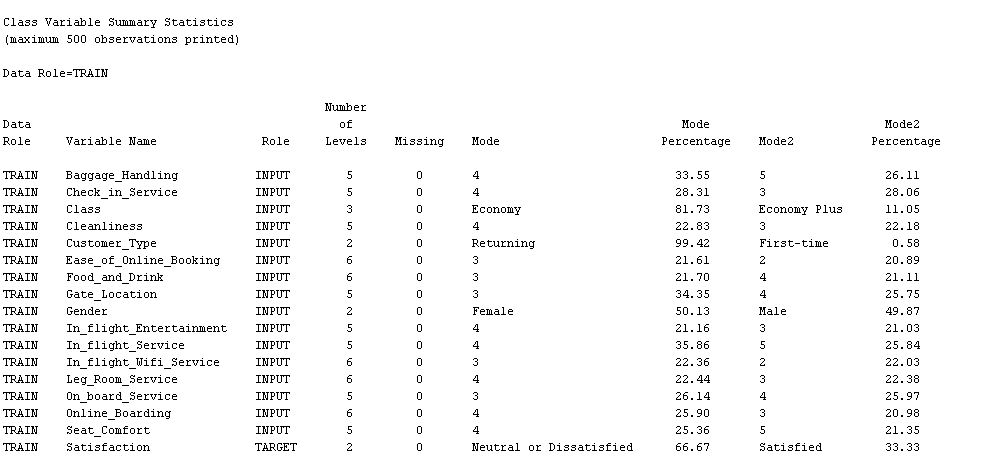 Class Variable Summary Statistics
(maximum 500 observations printed)
Data Role=TRAIN
Number
Data of Mode Mode2
Role Variable Name Role Levels Missing Mode Percentage Mode2 Percentage
TRAIN Baggage_Handling INPUT 5 0 4 33.55 5 26.11
TRAIN Check_in_Service INPUT 5 0 4 28.31 3 28.06
TRAIN Class INPUT 3 0 Economy 81.73 Economy Plus 11.05
TRAIN Cleanliness INPUT 5 0 4 22.83 3 22.18
TRAIN Customer_Type INPUT 2 0 Returning 99.42 First-time 0.58
TRAIN Ease_of_Online_Booking INPUT 6 0 3 21.61 2 20.89
TRAIN Food_and_Drink INPUT 6 0 3 21.70 4 21.11
TRAIN Gate_Location INPUT 5 0 3 34.35 4 25.75
TRAIN Gender INPUT 2 0 Female 50.13 Male 49.87
TRAIN In_flight_Entertainment INPUT 5 0 4 21.16 3 21.03
TRAIN In_flight_Service INPUT 5 0 4 35.86 5 25.84
TRAIN In_flight_Wifi_Service INPUT 6 0 3 22.36 2 22.03
TRAIN Leg_Room_Service INPUT 6 0 4 22.44 3 22.38
TRAIN On_board_Service INPUT 5 0 3 26.14 4 25.97
TRAIN Online_Boarding INPUT 6 0 4 25.90 3 20.98
TRAIN Seat_Comfort INPUT 5 0 4 25.36 5 21.35
TRAIN Satisfaction TARGET 2 0 Neutral or Dissatisfied 66.67 Satisfied 33.33